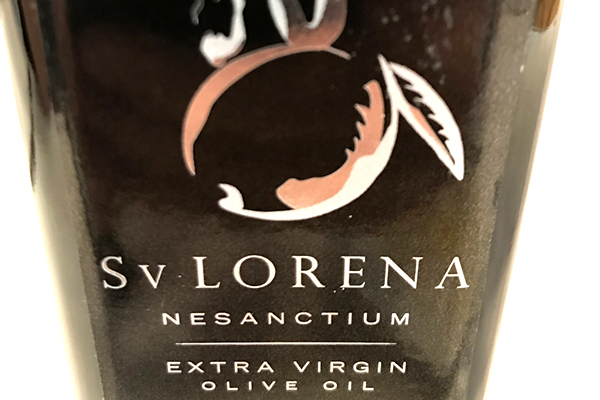 Sv LORENA
NESANCTIUM
EXTRA VIRGIN
OLIVE OIL